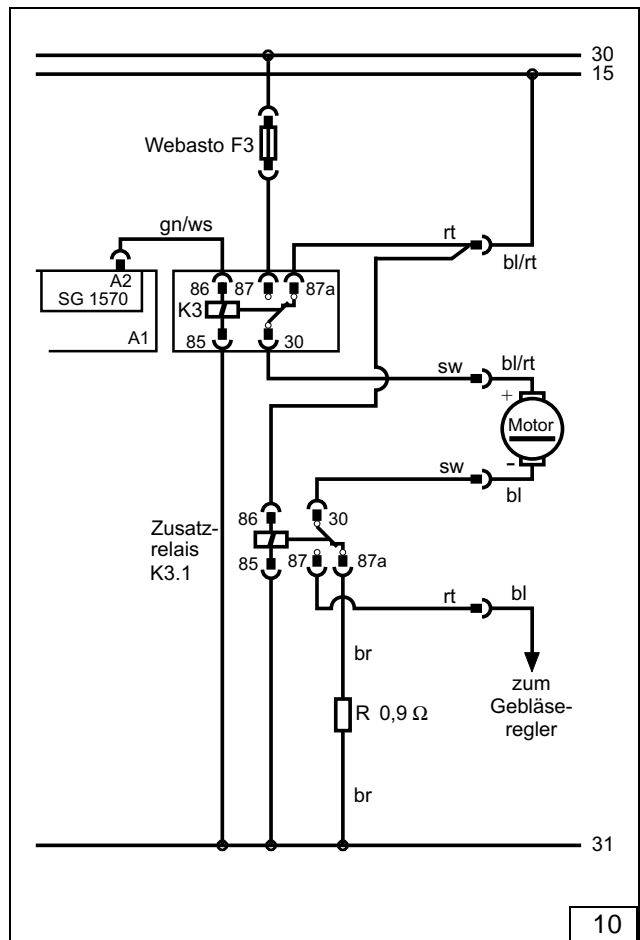 30
15
Webasto F3
gn/ws
rt
bl/rt
A2
SG 1570
A1
86 87 87a
K3
85 30
sw bl/rt
+
Motor
-
sw
bl
86 30
Zusatz-
relais
K3.1
85 87 87a
rt bl
br
zum
Gebläse-
regler
R 0,9 Ω
br
31
10